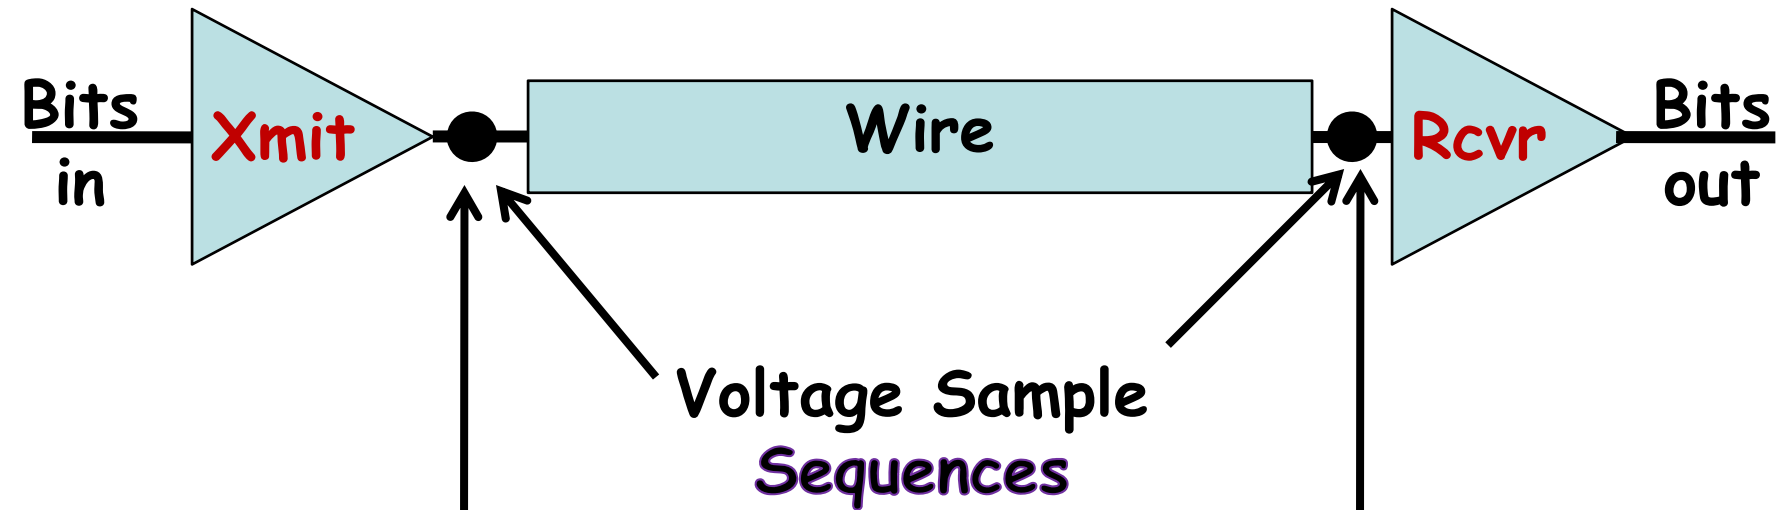 Bits
in
Xmit
Wire
Rcvr
Bits
out
Voltage Sample
Sequences